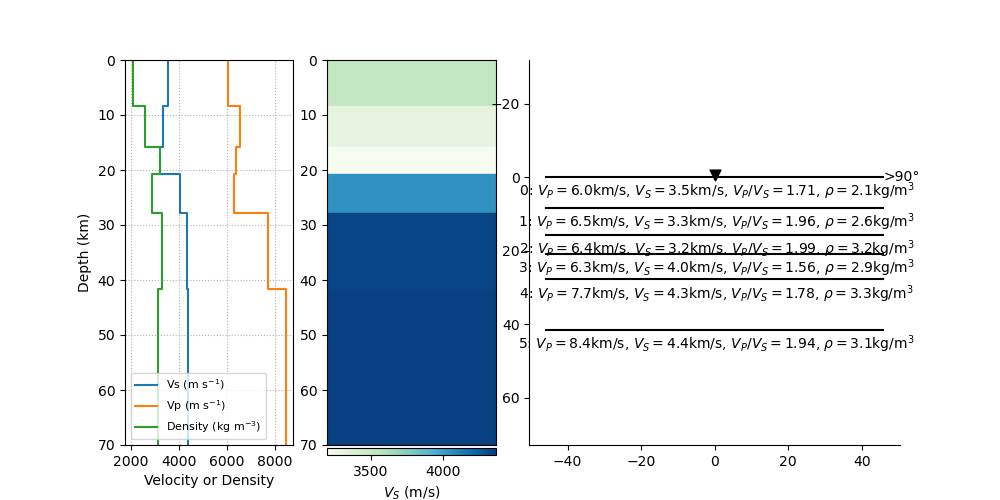 0
10
20
30
40
50
60
70
Depth (km)
2000 4000 6000 8000
Velocity or Density
Vs (m s⁻¹)
Vp (m s⁻¹)
Density (kg m⁻³)
0
10
20
30
40
50
60
70
3500 4000
V_S (m/s)
−20
0
20
40
60
−40 −20 0 20 40
>90°
0: V_P = 6.0km/s, V_S = 3.5km/s, V_P/V_S = 1.71, ρ = 2.1kg/m³
1: V_P = 6.5km/s, V_S = 3.3km/s, V_P/V_S = 1.96, ρ = 2.6kg/m³
2: V_P = 6.4km/s, V_S = 3.2km/s, V_P/V_S = 1.99, ρ = 3.2kg/m³
3: V_P = 6.3km/s, V_S = 4.0km/s, V_P/V_S = 1.56, ρ = 2.9kg/m³
4: V_P = 7.7km/s, V_S = 4.3km/s, V_P/V_S = 1.78, ρ = 3.3kg/m³
5: V_P = 8.4km/s, V_S = 4.4km/s, V_P/V_S = 1.94, ρ = 3.1kg/m³